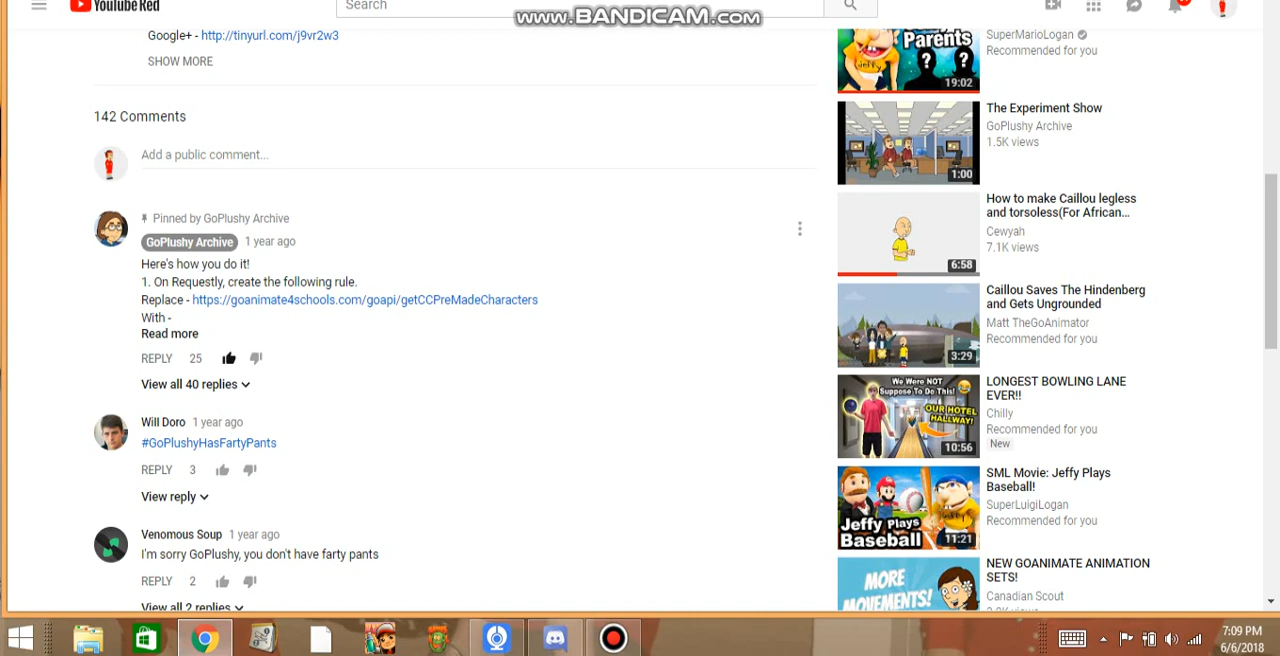 YouTube Red
Search
www.BANDICAM.com
Google+ - http://tinyurl.com/j9vr2w3
SHOW MORE
142 Comments
Add a public comment...
Pinned by GoPlushy Archive
GoPlushy Archive 1 year ago
Here's how you do it!
1. On Requestly, create the following rule.
Replace - https://goanimate4schools.com/goapi/getCCPreMadeCharacters
With -
Read more
REPLY 25
View all 40 replies
Will Doro 1 year ago
#GoPlushyHasFartyPants
REPLY 3
View reply
Venomous Soup 1 year ago
I'm sorry GoPlushy, you don't have farty pants
REPLY 2
View all 2 replies
Parents
Jeffy
? ?
19:02
SuperMarioLogan
Recommended for you
1:00
The Experiment Show
GoPlushy Archive
1.5K views
6:58
How to make Caillou legless
and torsoless(For African...
Cewyah
7.1K views
3:29
Caillou Saves The Hindenberg
and Gets Ungrounded
Matt TheGoAnimator
Recommended for you
We Were NOT
Suppose To Do This!
OUR HOTEL
HALLWAY!
10:56
LONGEST BOWLING LANE
EVER!!
Chilly
Recommended for you
New
Jeffy Plays
Baseball
11:21
SML Movie: Jeffy Plays
Baseball!
SuperLuigiLogan
Recommended for you
MORE
MOVEMENTS!
NEW GOANIMATE ANIMATION
SETS!
Canadian Scout
7:09 PM
6/6/2018